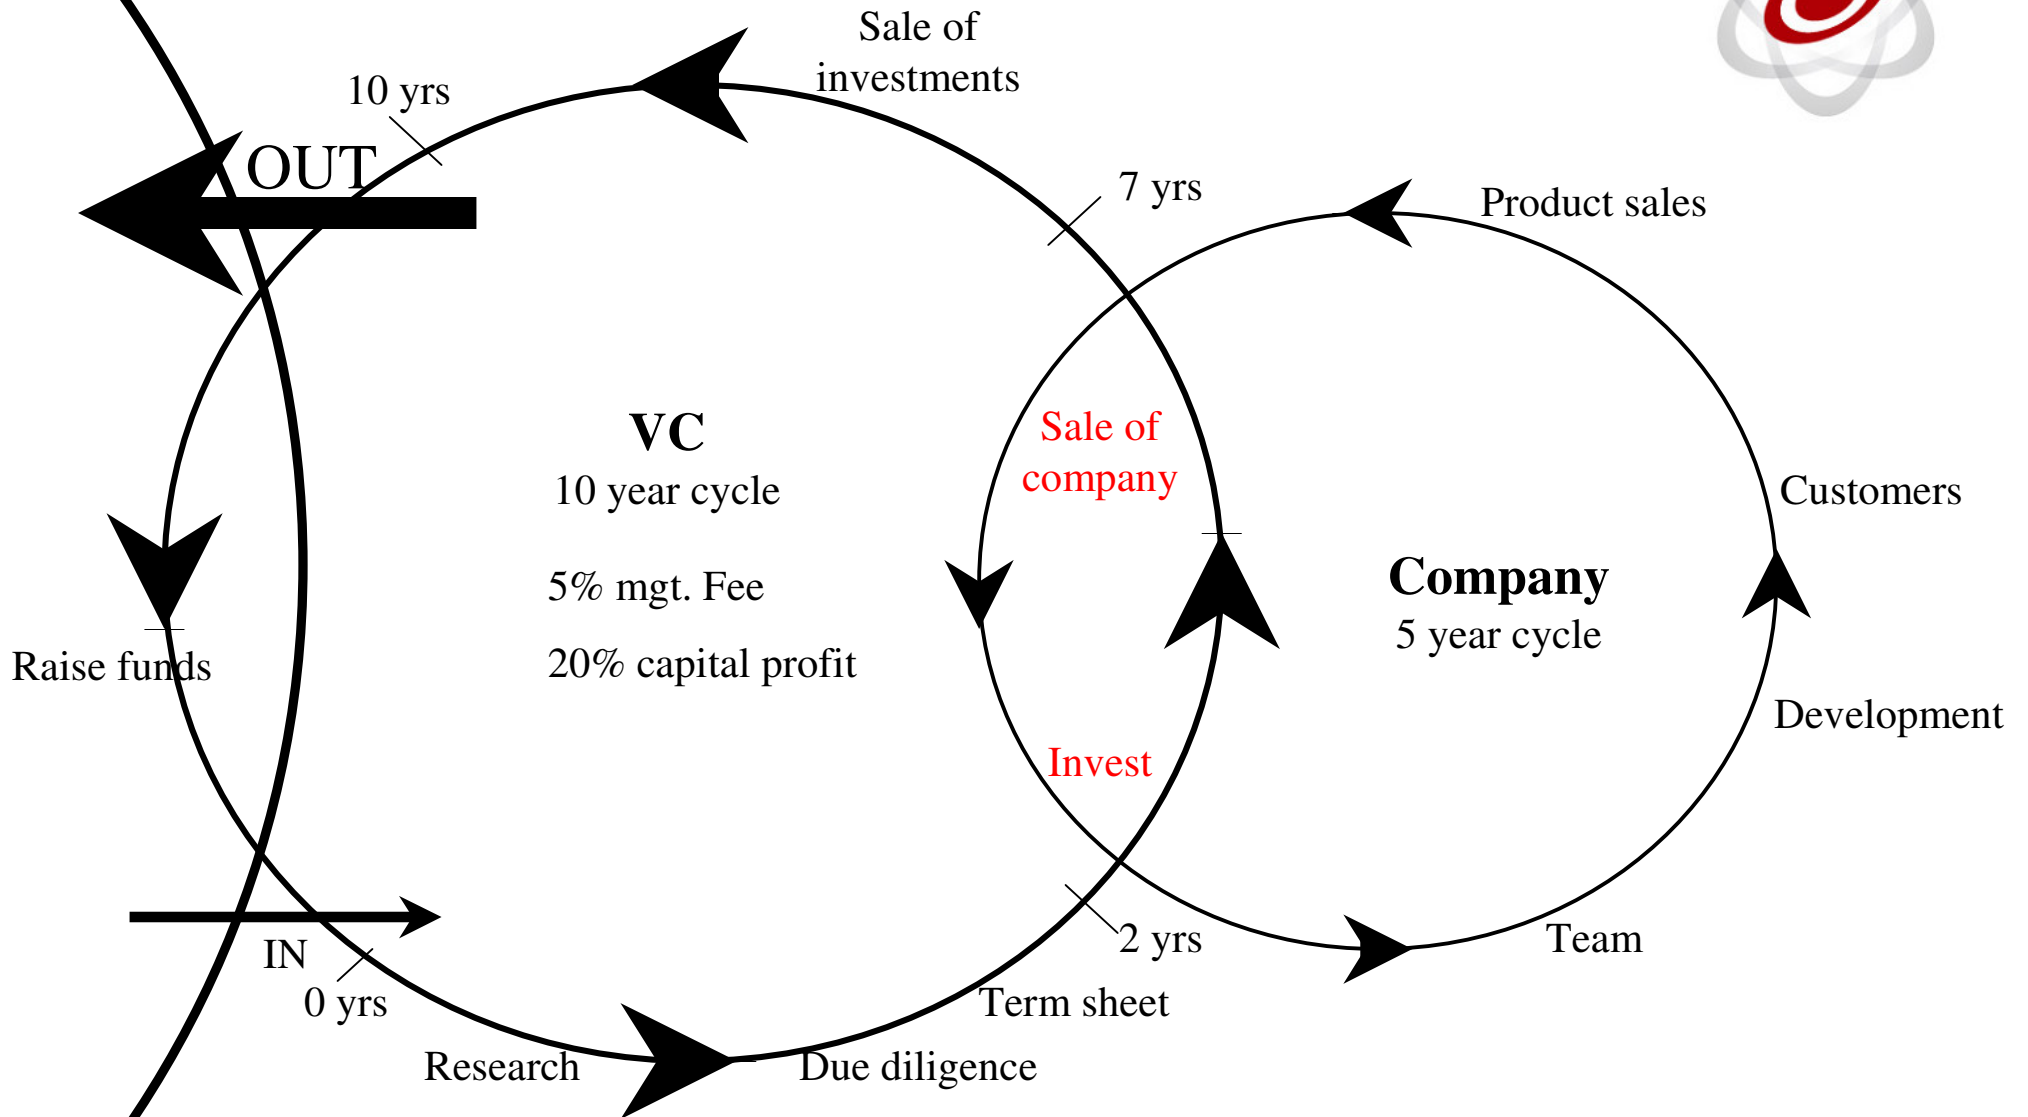 Sale of
investments
10 yrs
OUT
7 yrs
Product sales
VC
10 year cycle
5% mgt. Fee
20% capital profit
Sale of
company
Customers
Company
5 year cycle
Raise funds
Development
Invest
IN
0 yrs
2 yrs
Team
Term sheet
Research
Due diligence